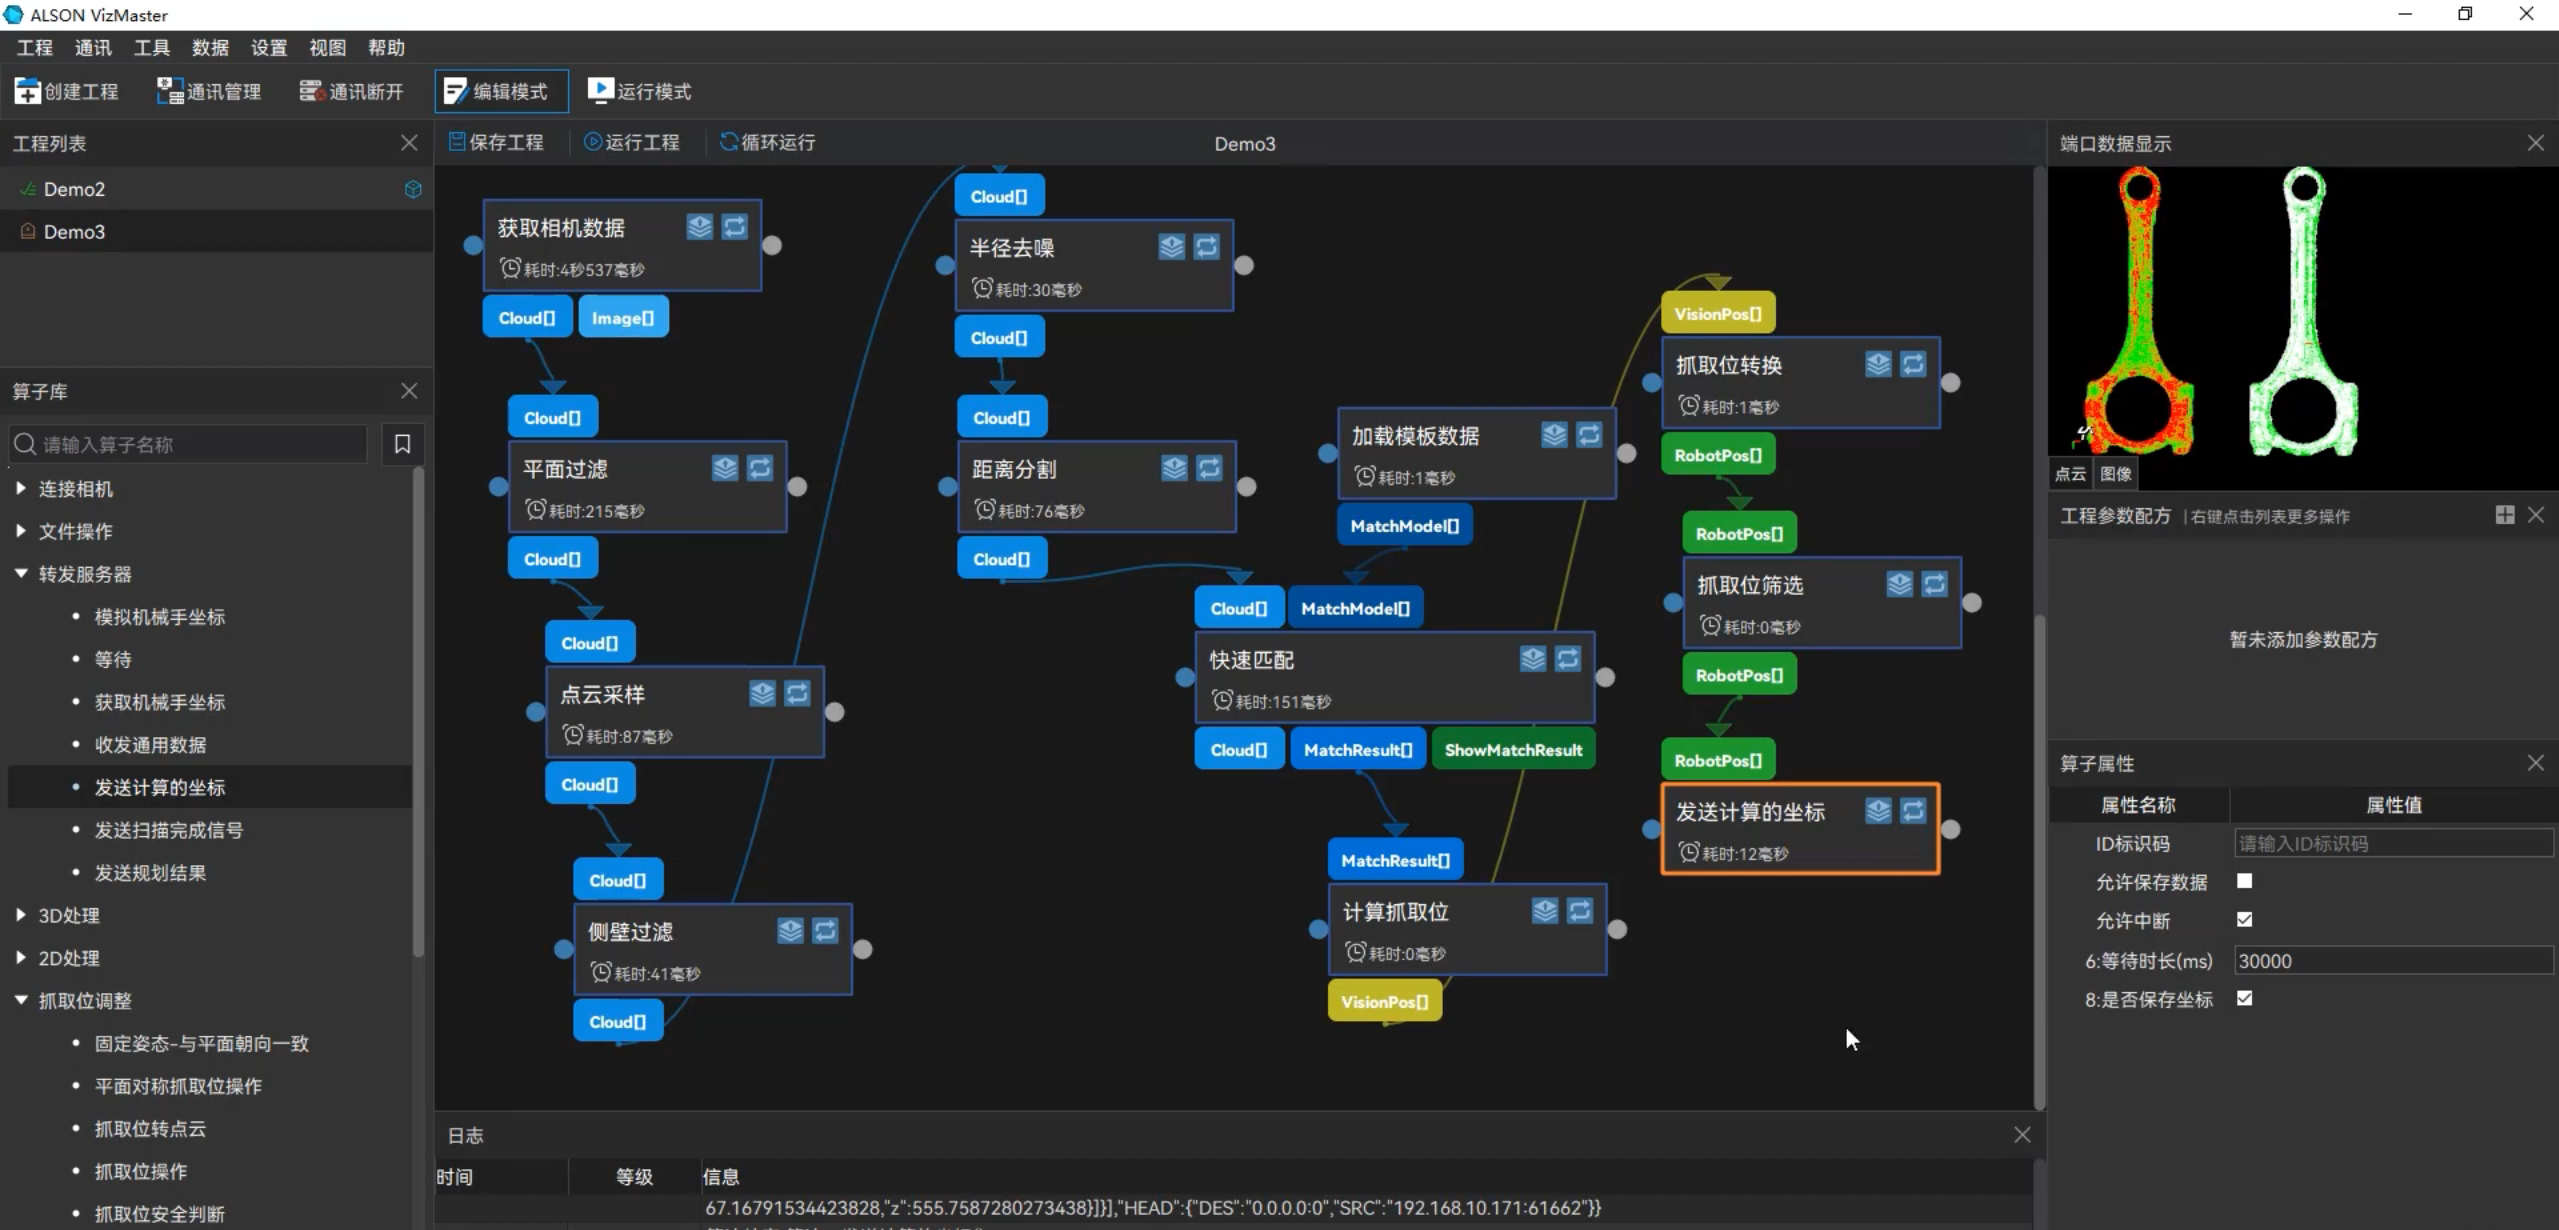 ALSON VizMaster
工程 通讯 工具 数据 设置 视图 帮助
创建工程 通讯管理 通讯断开 编辑模式 运行模式
工程列表
Demo2
Demo3
算子库
请输入算子名称
连接相机
文件操作
转发服务器
模拟机械手坐标
等待
获取机械手坐标
收发通用数据
发送计算的坐标
发送扫描完成信号
发送规划结果
3D处理
2D处理
抓取位调整
固定姿态-与平面朝向一致
平面对称抓取位操作
抓取位转点云
抓取位操作
抓取位安全判断
保存工程 运行工程 循环运行
Demo3
获取相机数据
耗时:4秒537毫秒
Cloud[] Image[]
Cloud[]
平面过滤
耗时:215毫秒
Cloud[]
Cloud[]
点云采样
耗时:87毫秒
Cloud[]
Cloud[]
侧壁过滤
耗时:41毫秒
Cloud[]
Cloud[]
半径去噪
耗时:30毫秒
Cloud[]
Cloud[]
距离分割
耗时:76毫秒
Cloud[]
加载模板数据
耗时:1毫秒
MatchModel[]
Cloud[] MatchModel[]
快速匹配
耗时:151毫秒
Cloud[] MatchResult[] ShowMatchResult
MatchResult[]
计算抓取位
耗时:0毫秒
VisionPos[]
VisionPos[]
抓取位转换
耗时:1毫秒
RobotPos[]
RobotPos[]
抓取位筛选
耗时:0毫秒
RobotPos[]
RobotPos[]
发送计算的坐标
耗时:12毫秒
日志
时间 等级 信息
67.16791534423828,"z":555.7587280273438}]}],"HEAD":{"DES":"0.0.0.0:0","SRC":"192.168.10.171:61662"}}
端口数据显示
点云 图像
工程参数配方 |右键点击列表更多操作
暂未添加参数配方
算子属性
属性名称 属性值
ID标识码 请输入ID标识码
允许保存数据
允许中断
6:等待时长(ms) 30000
8:是否保存坐标